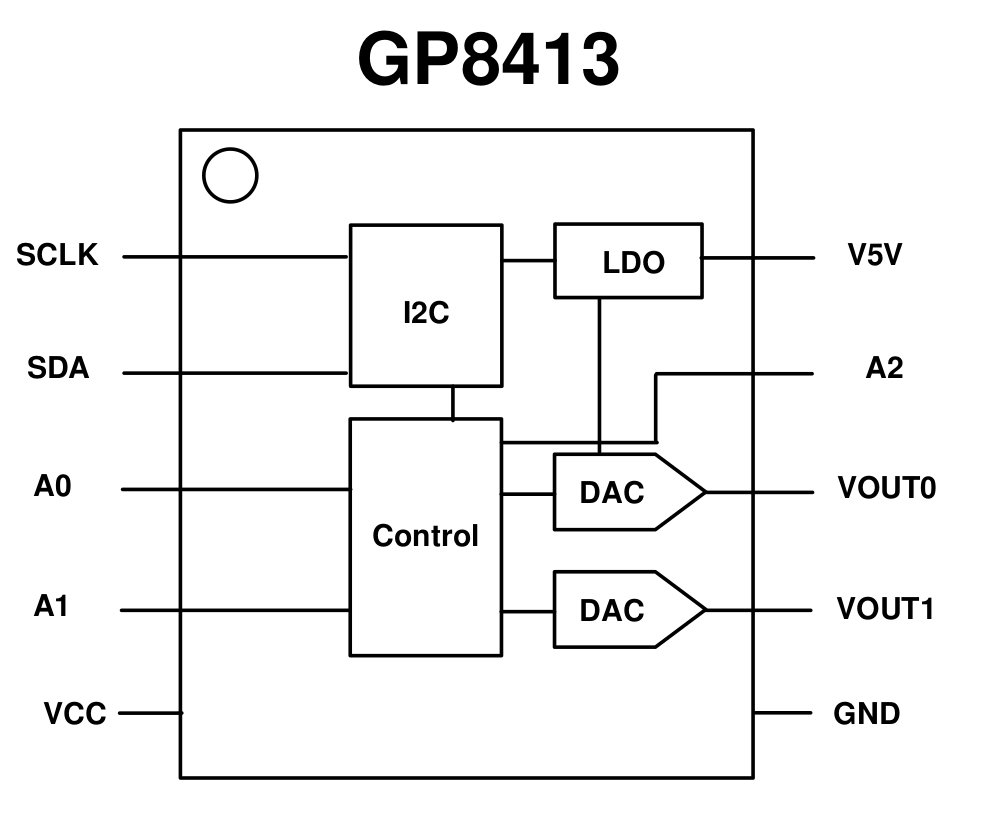 GP8413
SCLK
LDO
V5V
I2C
SDA
A2
A0
DAC
VOUT0
Control
A1
DAC
VOUT1
VCC
GND